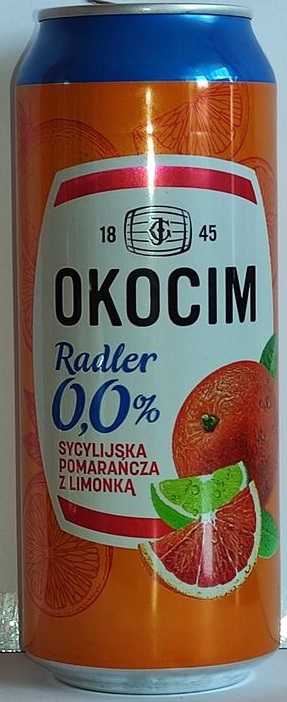 18 45
OKOCIM
Radler
0,0%
SYCYLIJSKA
POMARAŃCZA
Z LIMONKĄ